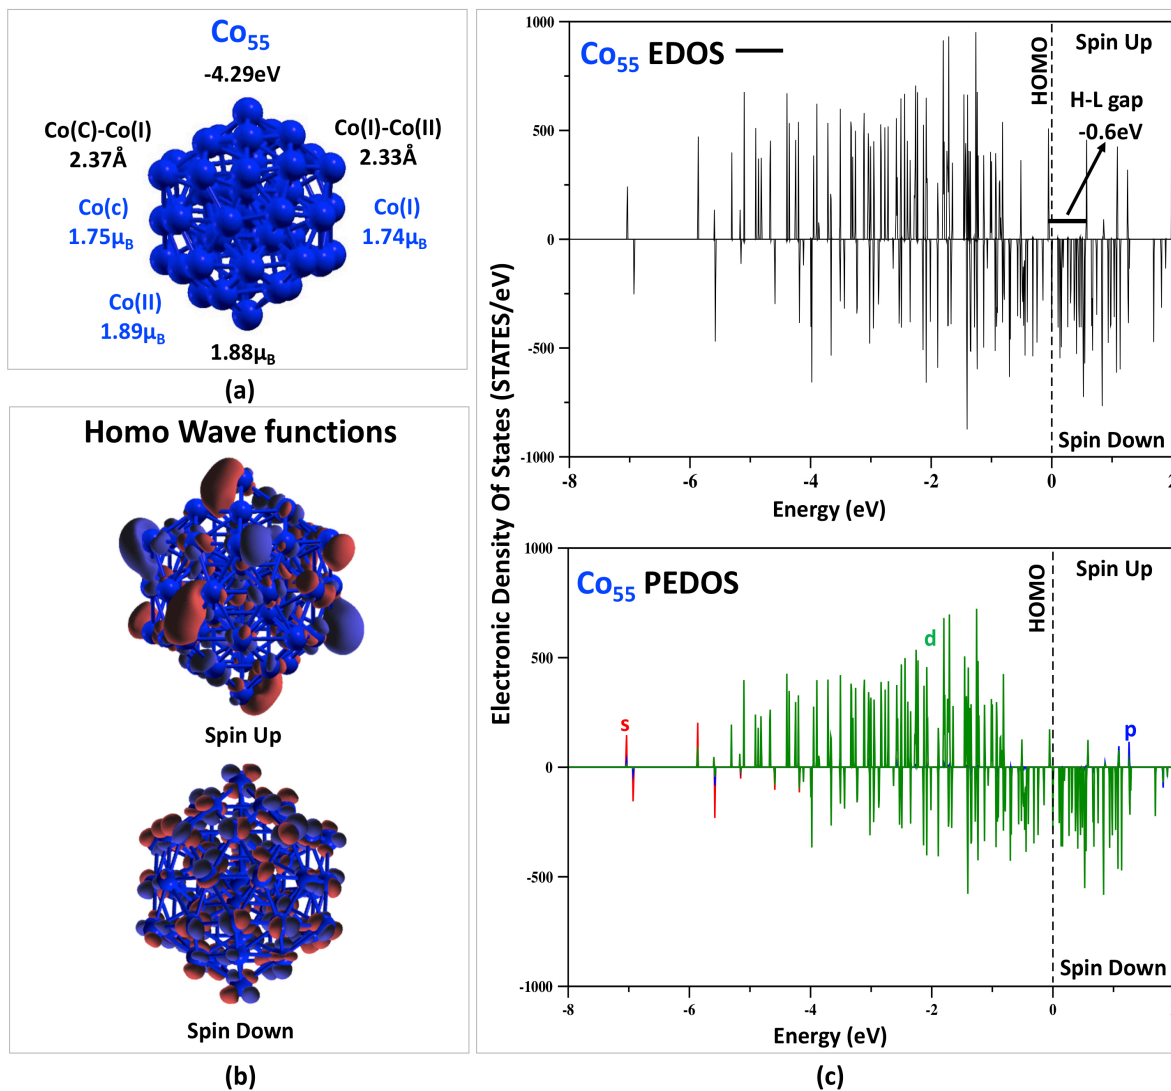 Co55
-4.29eV
Co(C)-Co(I)
2.37Å
Co(I)-Co(II)
2.33Å
Co(c)
1.75μB
Co(I)
1.74μB
Co(II)
1.89μB
1.88μB
(a)
Homo Wave functions
Spin Up
Spin Down
(b)
Electronic Density Of States (STATES/eV)
1000
500
0
-500
-1000
Co55 EDOS
HOMO
Spin Up
H-L gap
-0.6eV
Spin Down
-8
-6
-4
-2
0
2
Energy (eV)
1000
500
0
-500
-1000
Co55 PEDOS
HOMO
Spin Up
d
s
p
Spin Down
-8
-6
-4
-2
0
2
Energy (eV)
(c)